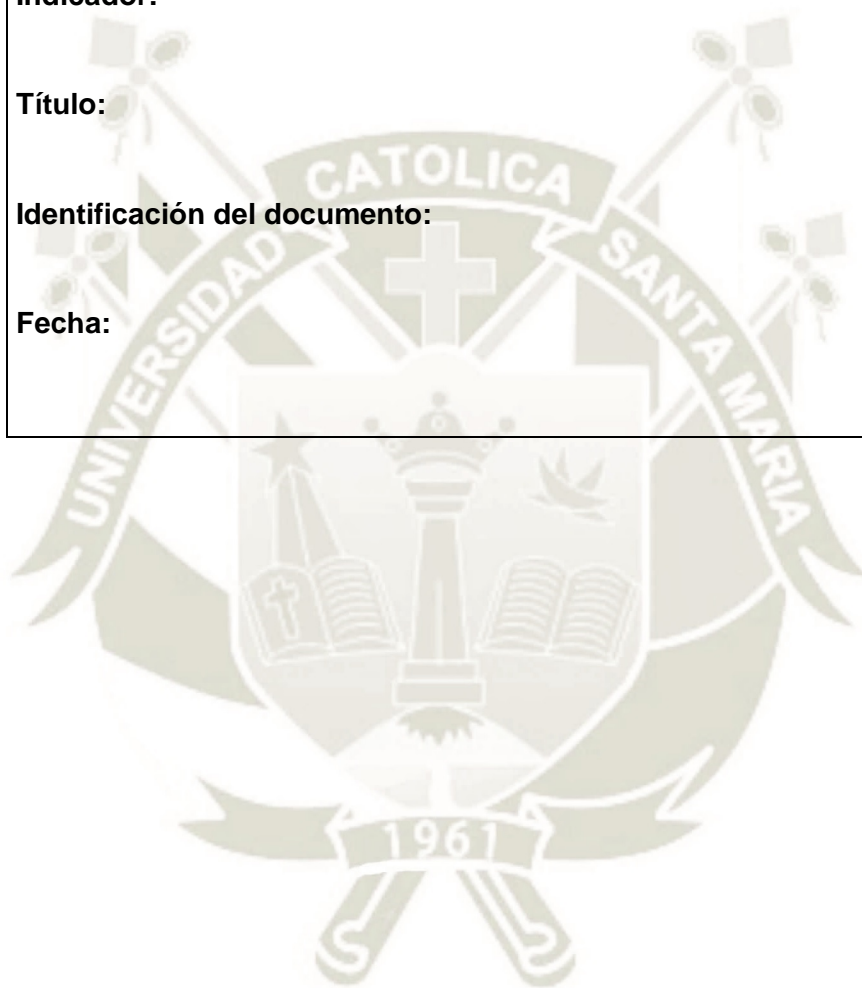 Indicador:
Título:
Identificación del documento:
Fecha:
UNIVERSIDAD CATOLICA SANTA MARIA
1961